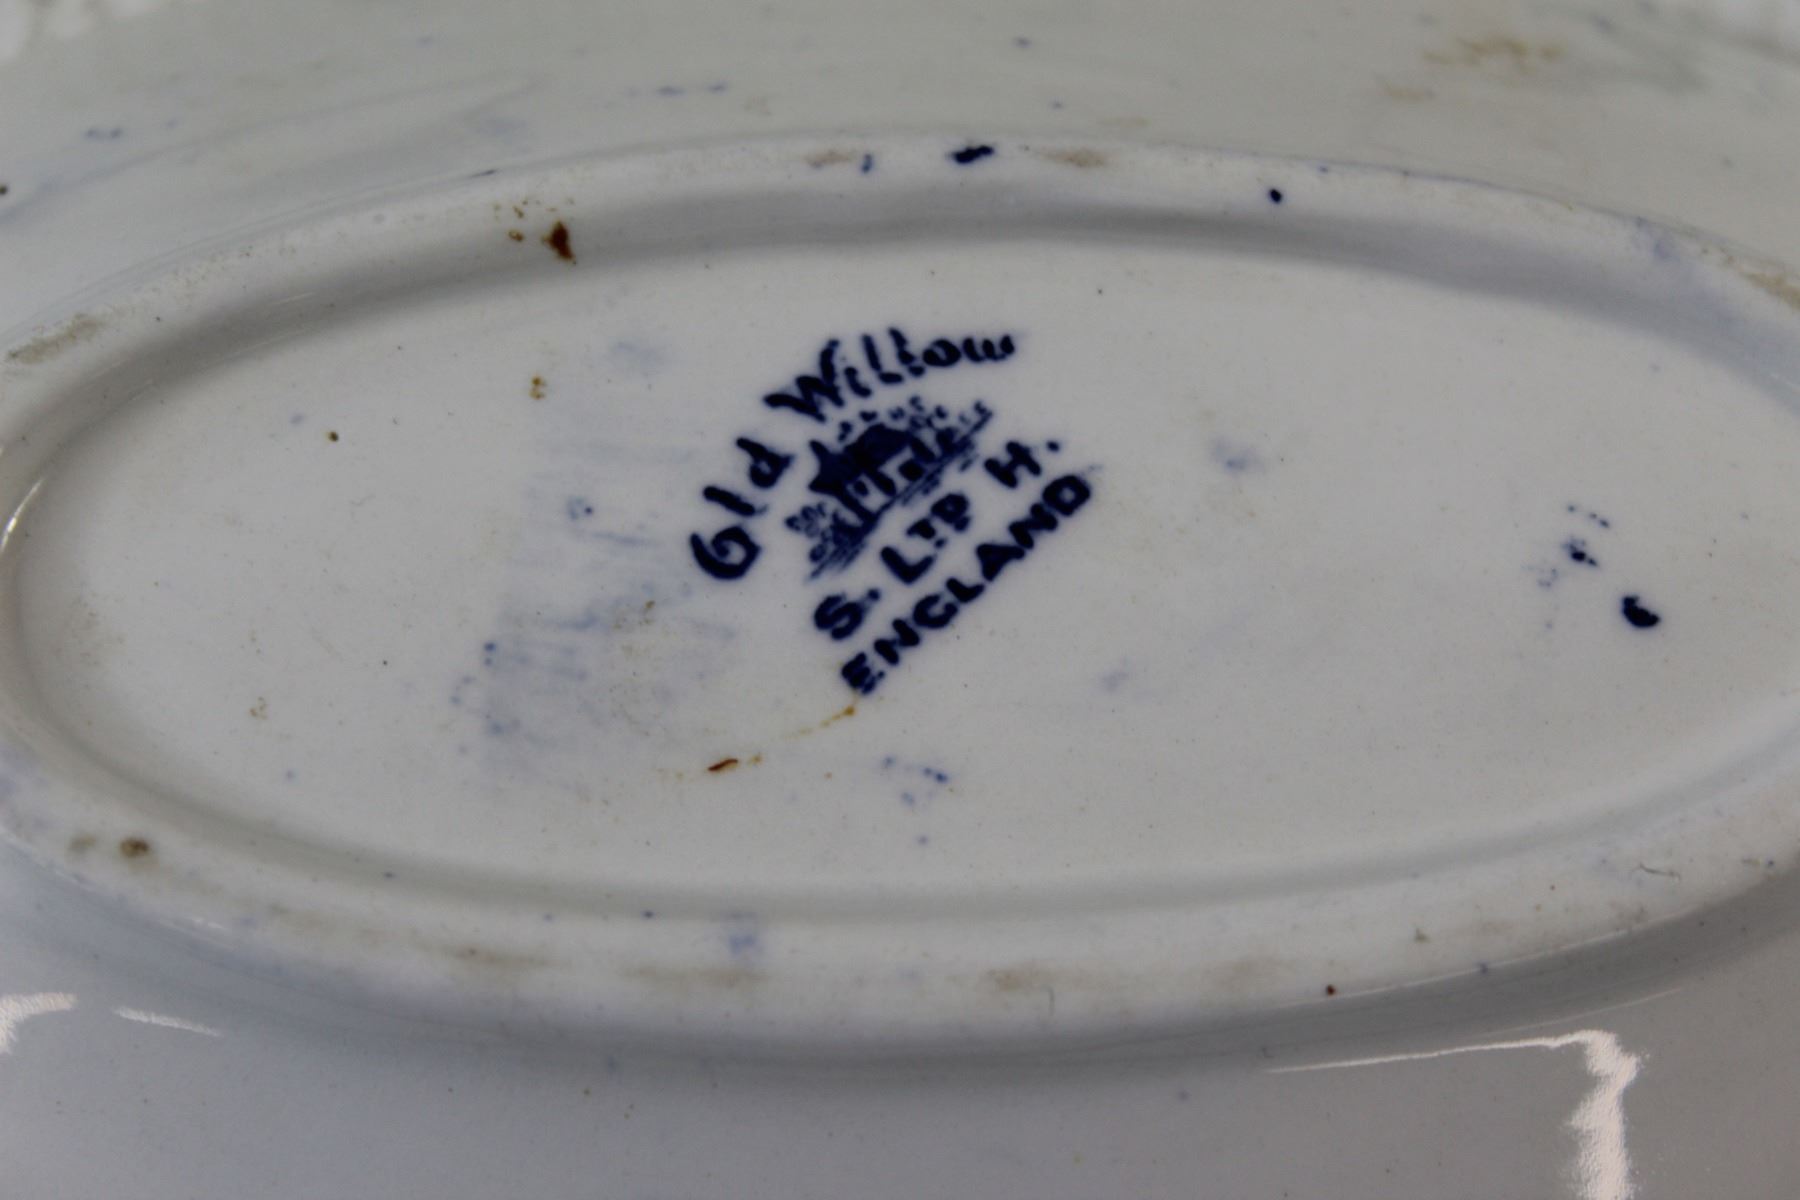 Old Willow
S. LTD H.
ENGLAND